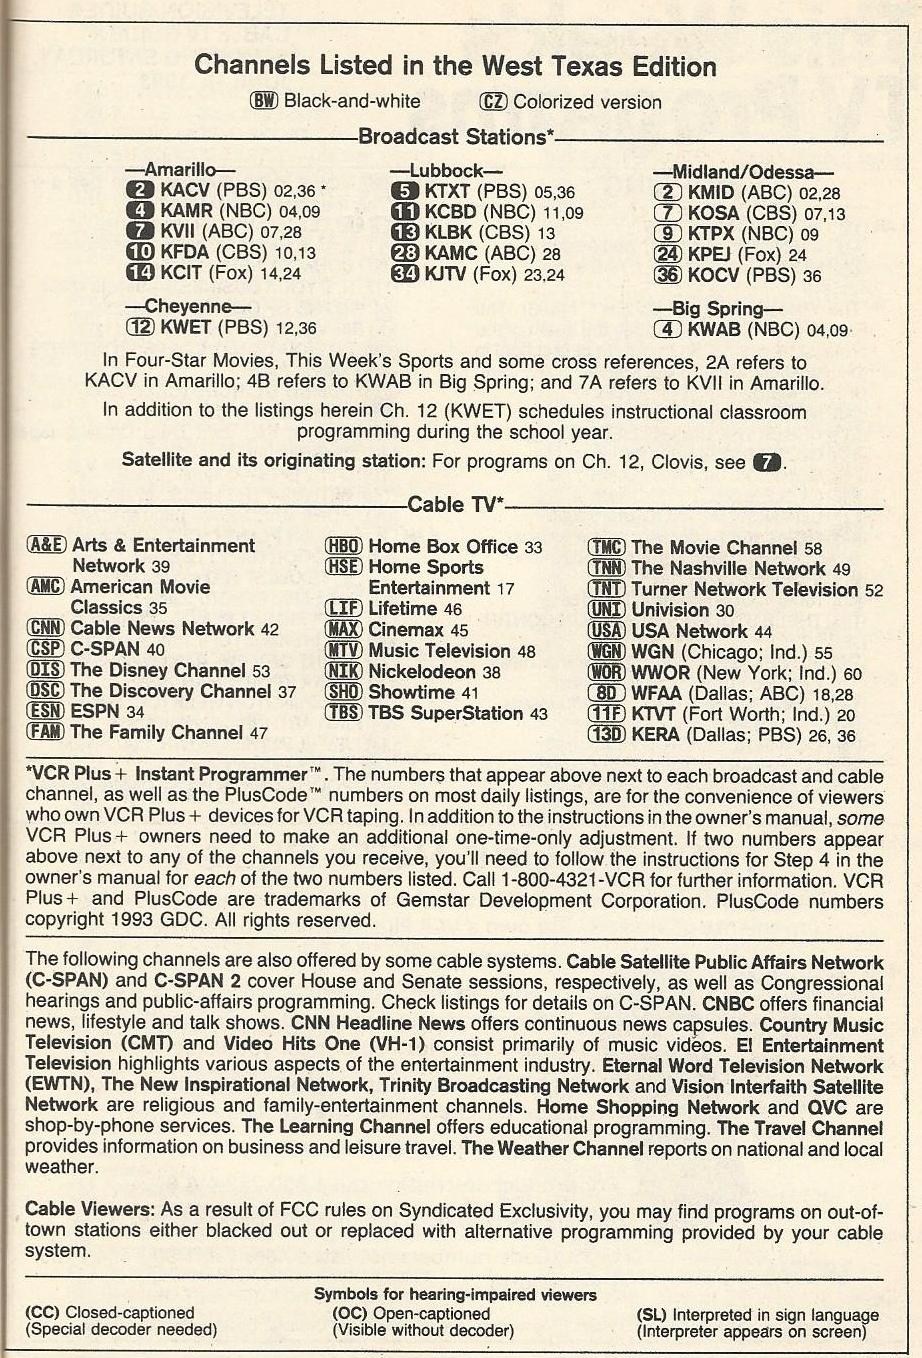 Channels Listed in the West Texas Edition
BW Black-and-white CZ Colorized version
Broadcast Stations*
—Amarillo—
2 KACV (PBS) 02,36 *
4 KAMR (NBC) 04,09
7 KVII (ABC) 07,28
10 KFDA (CBS) 10,13
14 KCIT (Fox) 14,24
—Cheyenne—
12 KWET (PBS) 12,36
—Lubbock—
5 KTXT (PBS) 05,36
11 KCBD (NBC) 11,09
13 KLBK (CBS) 13
28 KAMC (ABC) 28
34 KJTV (Fox) 23,24
—Midland/Odessa—
2 KMID (ABC) 02,28
7 KOSA (CBS) 07,13
9 KTPX (NBC) 09
24 KPEJ (Fox) 24
36 KOCV (PBS) 36
—Big Spring—
4 KWAB (NBC) 04,09
In Four-Star Movies, This Week's Sports and some cross references, 2A refers to
KACV in Amarillo; 4B refers to KWAB in Big Spring; and 7A refers to KVII in Amarillo.
In addition to the listings herein Ch. 12 (KWET) schedules instructional classroom
programming during the school year.
Satellite and its originating station: For programs on Ch. 12, Clovis, see 7.
Cable TV*
A&E Arts & Entertainment
Network 39
AMC American Movie
Classics 35
CNN Cable News Network 42
CSP C-SPAN 40
DIS The Disney Channel 53
DSC The Discovery Channel 37
ESN ESPN 34
FAM The Family Channel 47
HBO Home Box Office 33
HSE Home Sports
Entertainment 17
LIF Lifetime 46
MAX Cinemax 45
MTV Music Television 48
NIK Nickelodeon 38
SHO Showtime 41
TBS TBS SuperStation 43
TMC The Movie Channel 58
TNN The Nashville Network 49
TNT Turner Network Television 52
UNI Univision 30
USA USA Network 44
WGN WGN (Chicago; Ind.) 55
WOR WWOR (New York; Ind.) 60
8D WFAA (Dallas; ABC) 18,28
11F KTVT (Fort Worth; Ind.) 20
13D KERA (Dallas; PBS) 26, 36
*VCR Plus+ Instant Programmer™. The numbers that appear above next to each broadcast and cable
channel, as well as the PlusCode™ numbers on most daily listings, are for the convenience of viewers
who own VCR Plus+ devices for VCR taping. In addition to the instructions in the owner's manual, some
VCR Plus+ owners need to make an additional one-time-only adjustment. If two numbers appear
above next to any of the channels you receive, you'll need to follow the instructions for Step 4 in the
owner's manual for each of the two numbers listed. Call 1-800-4321-VCR for further information. VCR
Plus+ and PlusCode are trademarks of Gemstar Development Corporation. PlusCode numbers
copyright 1993 GDC. All rights reserved.
The following channels are also offered by some cable systems. Cable Satellite Public Affairs Network
(C-SPAN) and C-SPAN 2 cover House and Senate sessions, respectively, as well as Congressional
hearings and public-affairs programming. Check listings for details on C-SPAN. CNBC offers financial
news, lifestyle and talk shows. CNN Headline News offers continuous news capsules. Country Music
Television (CMT) and Video Hits One (VH-1) consist primarily of music videos. E! Entertainment
Television highlights various aspects of the entertainment industry. Eternal Word Television Network
(EWTN), The New Inspirational Network, Trinity Broadcasting Network and Vision Interfaith Satellite
Network are religious and family-entertainment channels. Home Shopping Network and QVC are
shop-by-phone services. The Learning Channel offers educational programming. The Travel Channel
provides information on business and leisure travel. The Weather Channel reports on national and local
weather.
Cable Viewers: As a result of FCC rules on Syndicated Exclusivity, you may find programs on out-of-
town stations either blacked out or replaced with alternative programming provided by your cable
system.
Symbols for hearing-impaired viewers
(CC) Closed-captioned
(Special decoder needed)
(OC) Open-captioned
(Visible without decoder)
(SL) Interpreted in sign language
(Interpreter appears on screen)